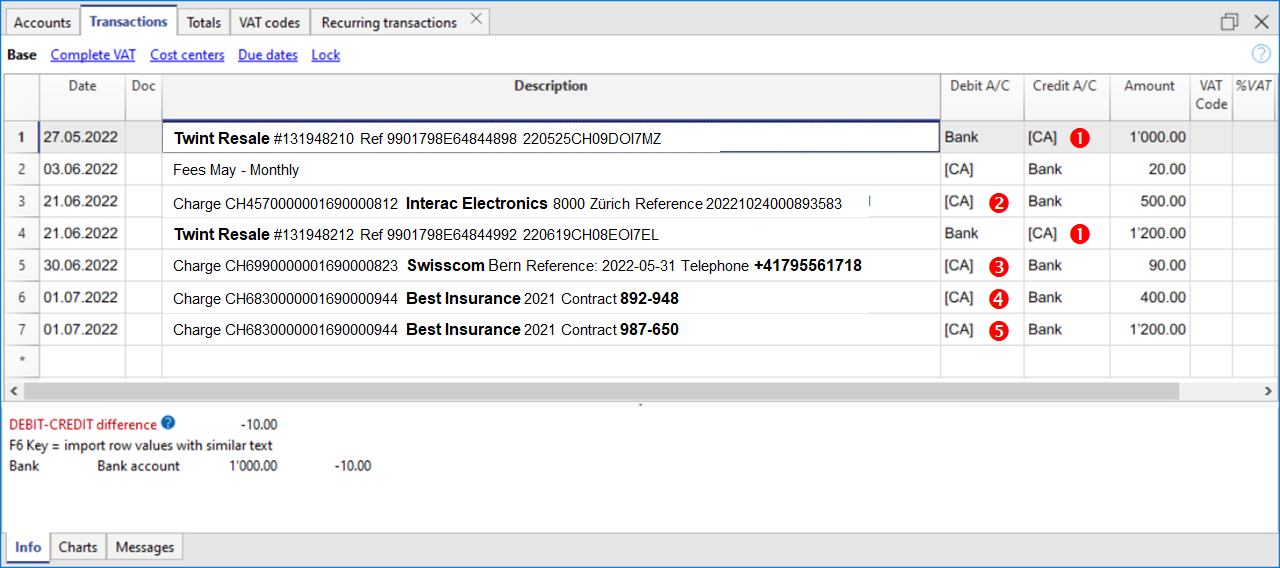 Accounts Transactions Totals VAT codes Recurring transactions
Base Complete VAT Cost centers Due dates Lock ?
Date Doc Description Debit A/C Credit A/C Amount VAT Code %VAT
1 27.05.2022 Twint Resale #131948210 Ref 9901798E64844898 220525CH09DOI7MZ Bank [CA] 1 1'000.00
2 03.06.2022 Fees May - Monthly [CA] Bank 20.00
3 21.06.2022 Charge CH4570000001690000812 Interac Electronics 8000 Zürich Reference 20221024000893583 [CA] 2 Bank 500.00
4 21.06.2022 Twint Resale #131948212 Ref 9901798E64844992 220619CH08EOI7EL Bank [CA] 1 1'200.00
5 30.06.2022 Charge CH6990000001690000823 Swisscom Bern Reference: 2022-05-31 Telephone +41795561718 [CA] 3 Bank 90.00
6 01.07.2022 Charge CH6830000001690000944 Best Insurance 2021 Contract 892-948 [CA] 4 Bank 400.00
7 01.07.2022 Charge CH6830000001690000944 Best Insurance 2021 Contract 987-650 [CA] 5 Bank 1'200.00
*
DEBIT-CREDIT difference ? -10.00
F6 Key = import row values with similar text
Bank Bank account 1'000.00 -10.00
Info Charts Messages